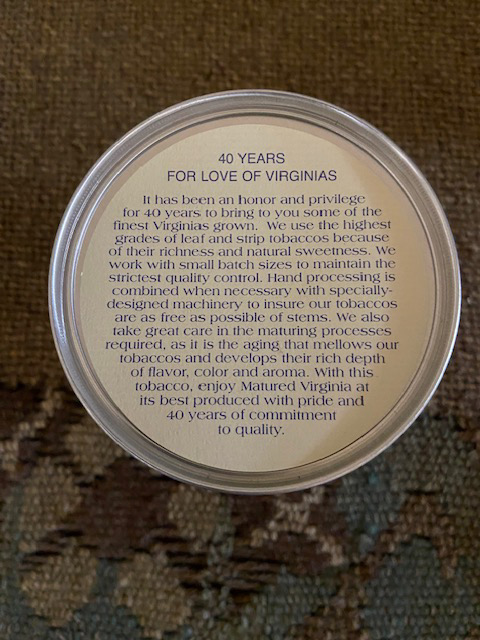 40 YEARS
FOR LOVE OF VIRGINIAS
It has been an honor and privilege
for 40 years to bring to you some of the
finest Virginias grown. We use the highest
grades of leaf and strip tobaccos because
of their richness and natural sweetness. We
work with small batch sizes to maintain the
strictest quality control. Hand processing is
combined when necessary with specially-
designed machinery to insure our tobaccos
are as free as possible of stems. We also
take great care in the maturing processes
required, as it is the aging that mellows our
tobaccos and develops their rich depth
of flavor, color and aroma. With this
tobacco, enjoy Matured Virginia at
its best produced with pride and
40 years of commitment
to quality.